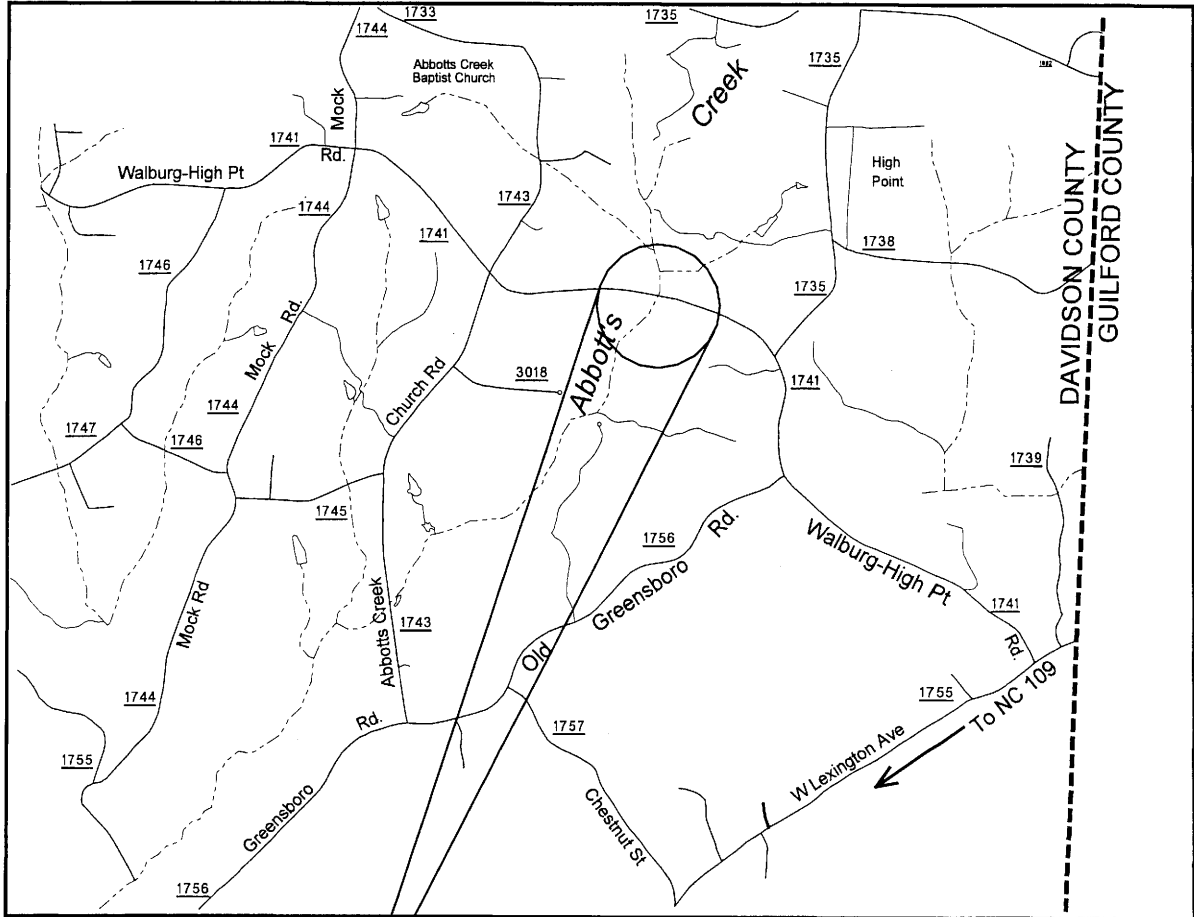 1733
1744
1735
1735
Abbotts Creek
Baptist Church
Creek
Mock
1741
Rd.
Walburg-High Pt
High
Point
DAVIDSON COUNTY
GUILFORD COUNTY
1744
1743
1741
1738
1746
1735
Rd.
Mock
Abbott's
3018
1741
Church Rd
1744
1747
1746
1739
1745
Rd.
1756
Greensboro
Walburg-High Pt
1741
Rd.
Mock Rd
Abbotts Creek
1743
Old
1744
Rd.
1757
1755
To NC 109
1755
W Lexington Ave
Greensboro
Chestnut St
1756